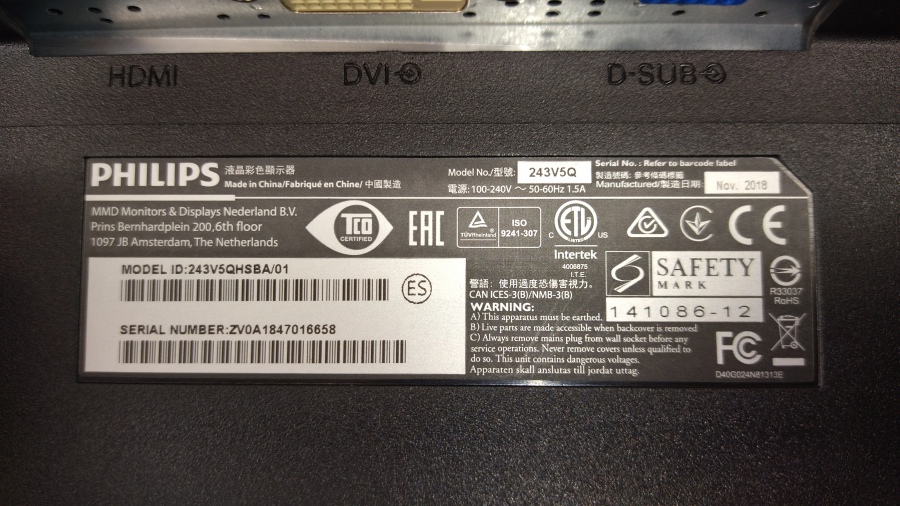 HDMI
DVI
D-SUB
PHILIPS 液晶彩色顯示器
Made in China/Fabriqué en Chine/ 中國製造
Model No./型號: 243V5Q
電源: 100-240V ～ 50-60Hz 1.5A
Serial No. : Refer to barcode label
製造號碼: 參考條碼標籤
Manufactured/製造日期: Nov. 2018
MMD Monitors & Displays Nederland B.V.
Prins Bernhardplein 200,6th floor
1097 JB Amsterdam, The Netherlands
TCO
CERTIFIED
EAC
TÜVRheinland
ISO
9241-307
C ETL US
LISTED
Intertek
4006875
I.T.E.
CE
MODEL ID:243V5QHSBA/01
ES
SERIAL NUMBER:ZV0A1847016658
警語: 使用過度恐傷害視力。
CAN ICES-3(B)/NMB-3(B)
WARNING:
A) This apparatus must be earthed.
B) Live parts are made accessible when backcover is removed
C) Always remove mains plug from wall socket before any
service operations. Never remove covers unless qualified to
do so. This unit contains dangerous voltages.
Apparaten skall anslutas till jordat uttag.
S SAFETY
MARK
141086-12
R33037
RoHS
FC
D40G024N81313E